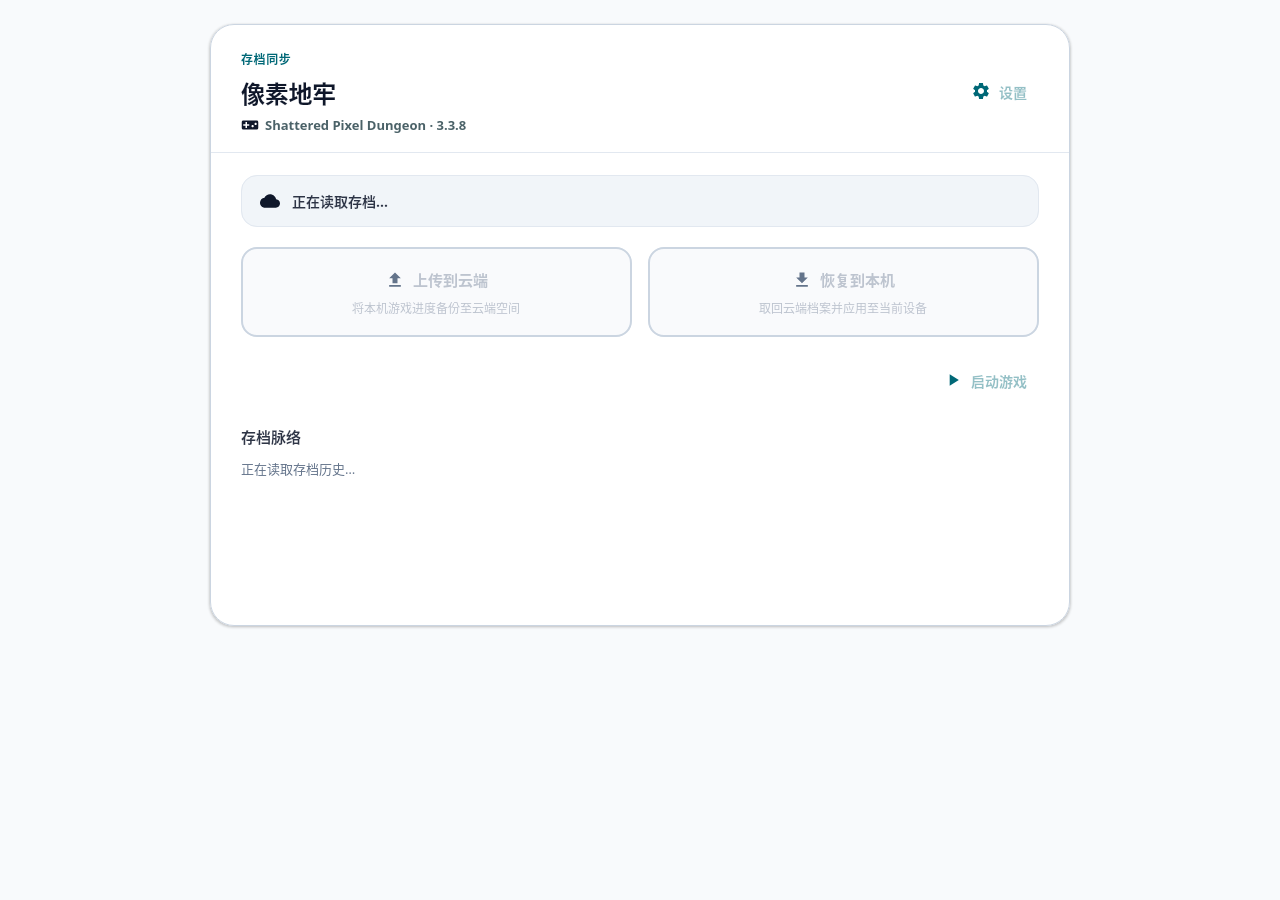 存档同步
像素地牢
设置
Shattered Pixel Dungeon · 3.3.8
正在读取存档...
上传到云端
将本机游戏进度备份至云端空间
恢复到本机
取回云端档案并应用至当前设备
启动游戏
存档脉络
正在读取存档历史...